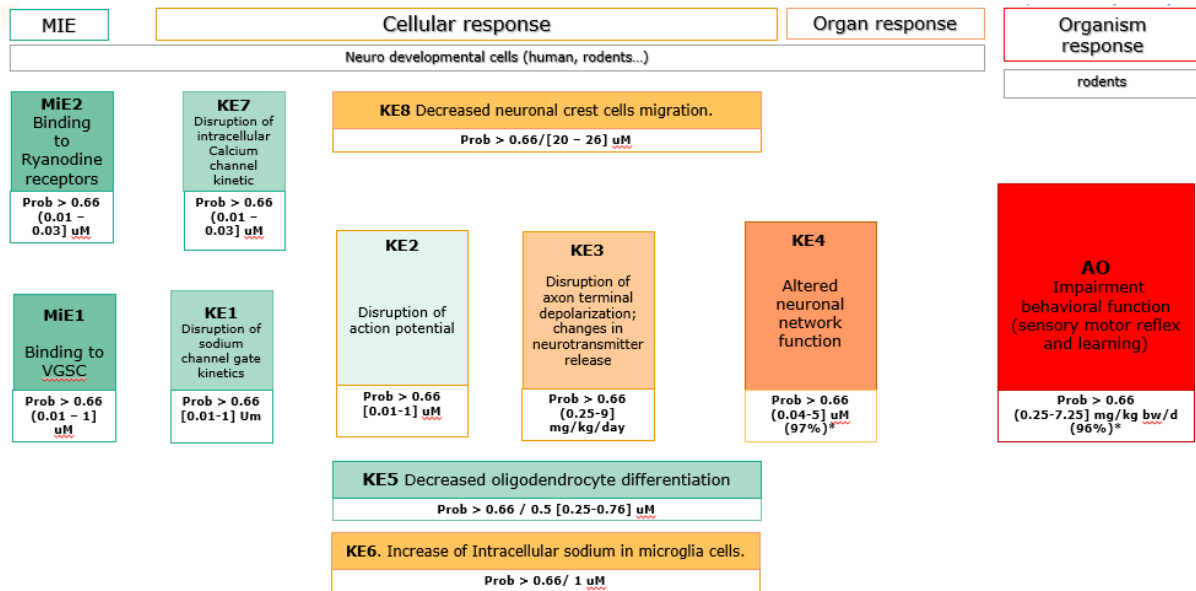 MIE
Cellular response
Organ response
Organism
response
Neuro developmental cells (human, rodents…)
rodents
MiE2
Binding
to
Ryanodine
receptors
Prob > 0.66
(0.01 –
0.03] uM
KE7
Disruption of
intracellular
Calcium
channel
kinetic
Prob > 0.66
(0.01 –
0.03] uM
KE8 Decreased neuronal crest cells migration.
Prob > 0.66/[20 – 26] uM
MiE1
Binding to
VGSC
Prob > 0.66
(0.01 – 1]
uM
KE1
Disruption of
sodium
channel gate
kinetics
Prob > 0.66
[0.01-1] Um
KE2
Disruption of
action potential
Prob > 0.66
[0.01-1] uM
KE3
Disruption of
axon terminal
depolarization;
changes in
neurotransmitter
release
Prob > 0.66
(0.25-9]
mg/kg/day
KE4
Altered
neuronal
network
function
Prob > 0.66
(0.04-5] uM
(97%)*
AO
Impairment
behavioral function
(sensory motor reflex
and learning)
Prob > 0.66
(0.25-7.25] mg/kg bw/d
(96%)*
KE5 Decreased oligodendrocyte differentiation
Prob > 0.66 / 0.5 [0.25-0.76] uM
KE6. Increase of Intracellular sodium in microglia cells.
Prob > 0.66/ 1 uM